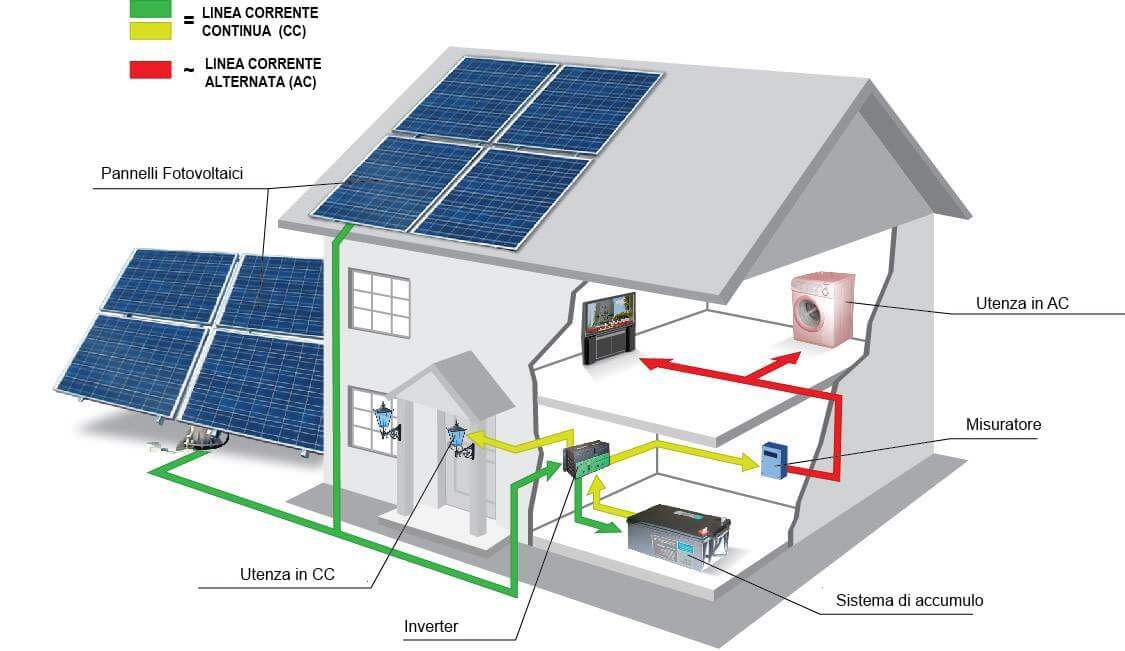 = LINEA CORRENTE
CONTINUA (CC)
~ LINEA CORRENTE
ALTERNATA (AC)
Pannelli Fotovoltaici
Utenza in AC
Misuratore
Utenza in CC
Sistema di accumulo
Inverter